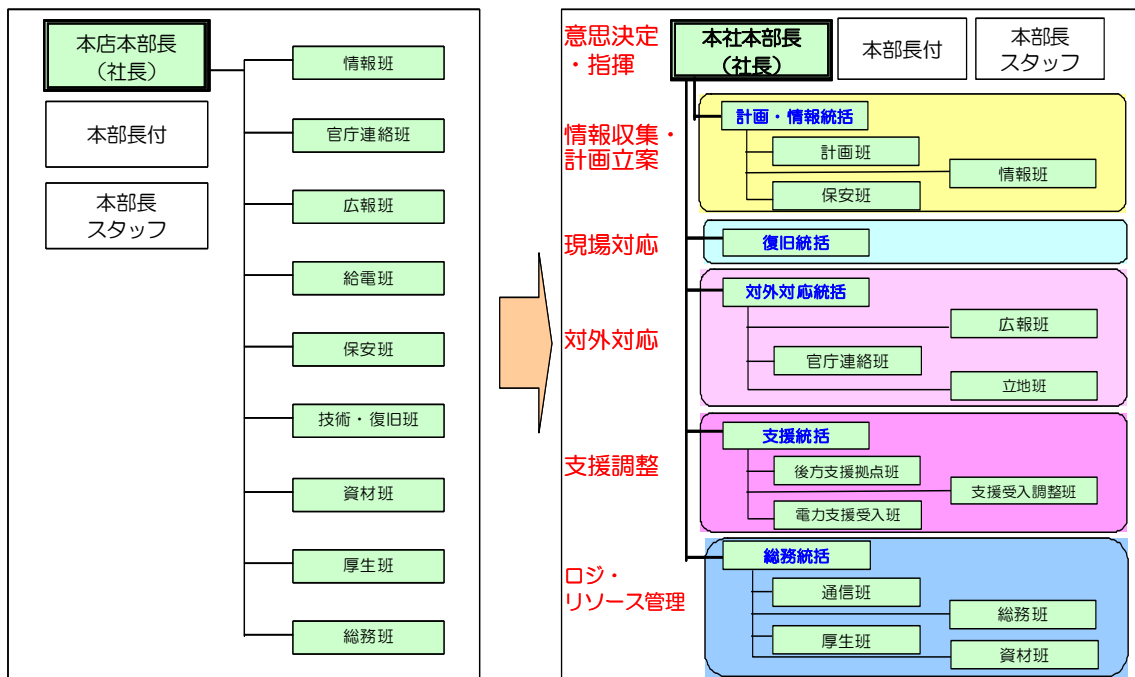 本店本部長
（社長）
本部長付
本部長
スタッフ
情報班
官庁連絡班
広報班
給電班
保安班
技術・復旧班
資材班
厚生班
総務班
意思決定
・指揮
本社本部長
（社長）
本部長付
本部長
スタッフ
情報収集・
計画立案
計画・情報統括
計画班
情報班
保安班
現場対応
復旧統括
対外対応
対外対応統括
広報班
官庁連絡班
立地班
支援調整
支援統括
後方支援拠点班
支援受入調整班
電力支援受入班
ロジ・
リソース管理
総務統括
通信班
総務班
厚生班
資材班